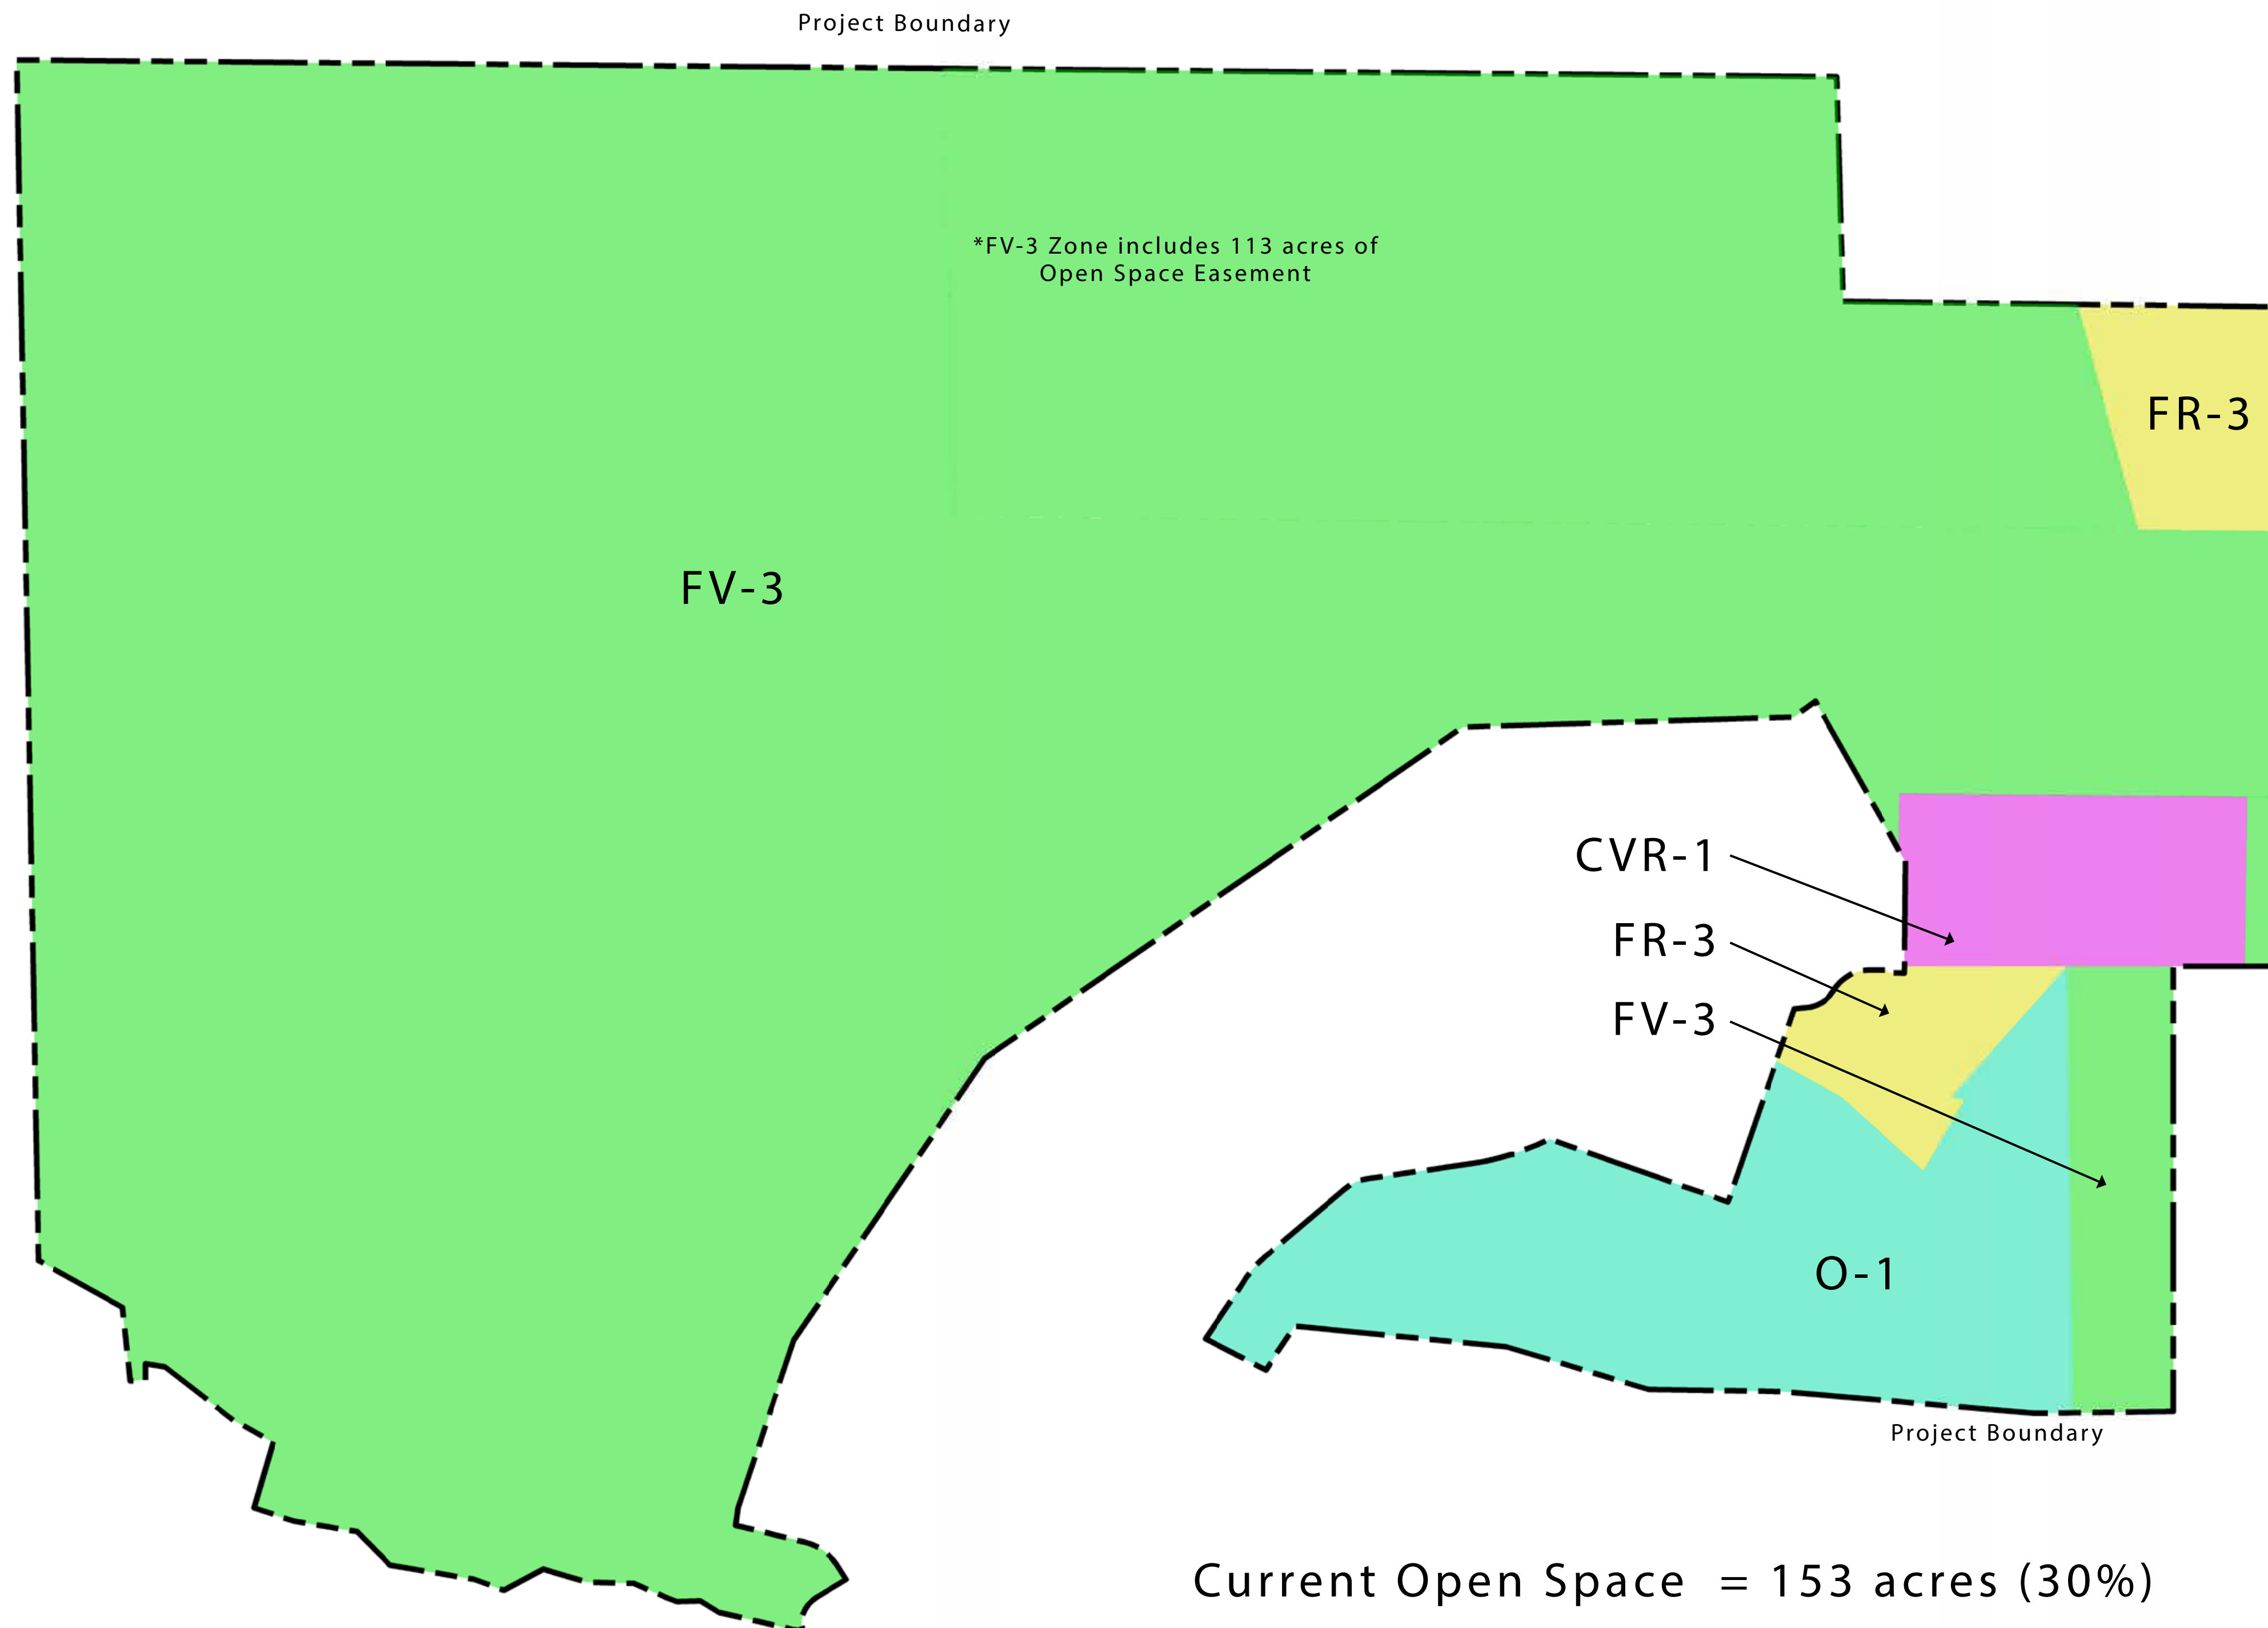 Project Boundary
*FV-3 Zone includes 113 acres of
Open Space Easement
FR-3
FV-3
CVR-1
FR-3
FV-3
O-1
Project Boundary
Current Open Space = 153 acres (30%)